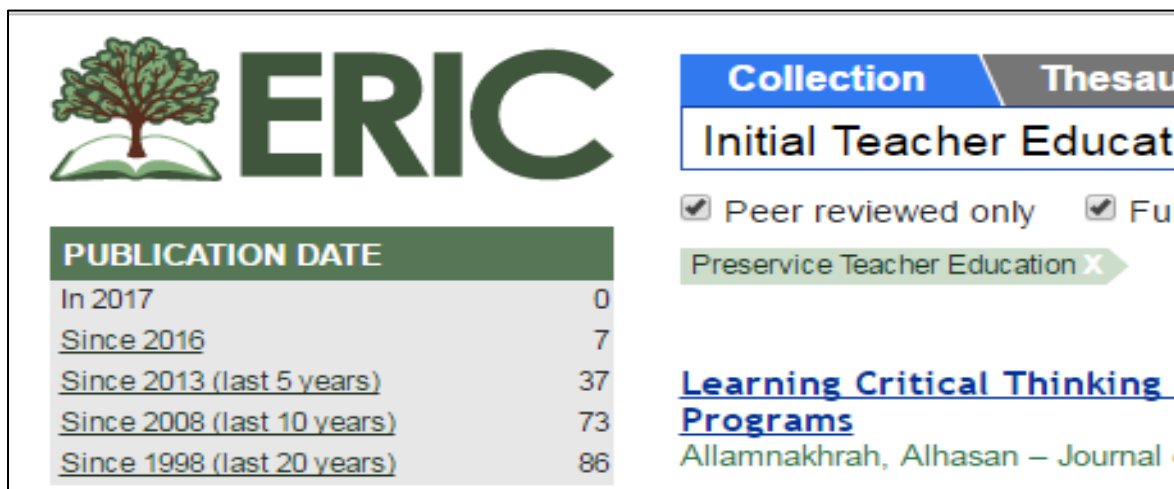 ERIC
Collection Thesau
Initial Teacher Educat
Peer reviewed only Fu
Preservice Teacher Education X
PUBLICATION DATE
In 2017 0
Since 2016 7
Since 2013 (last 5 years) 37
Since 2008 (last 10 years) 73
Since 1998 (last 20 years) 86
Learning Critical Thinking
Programs
Allamnakhrah, Alhasan – Journal